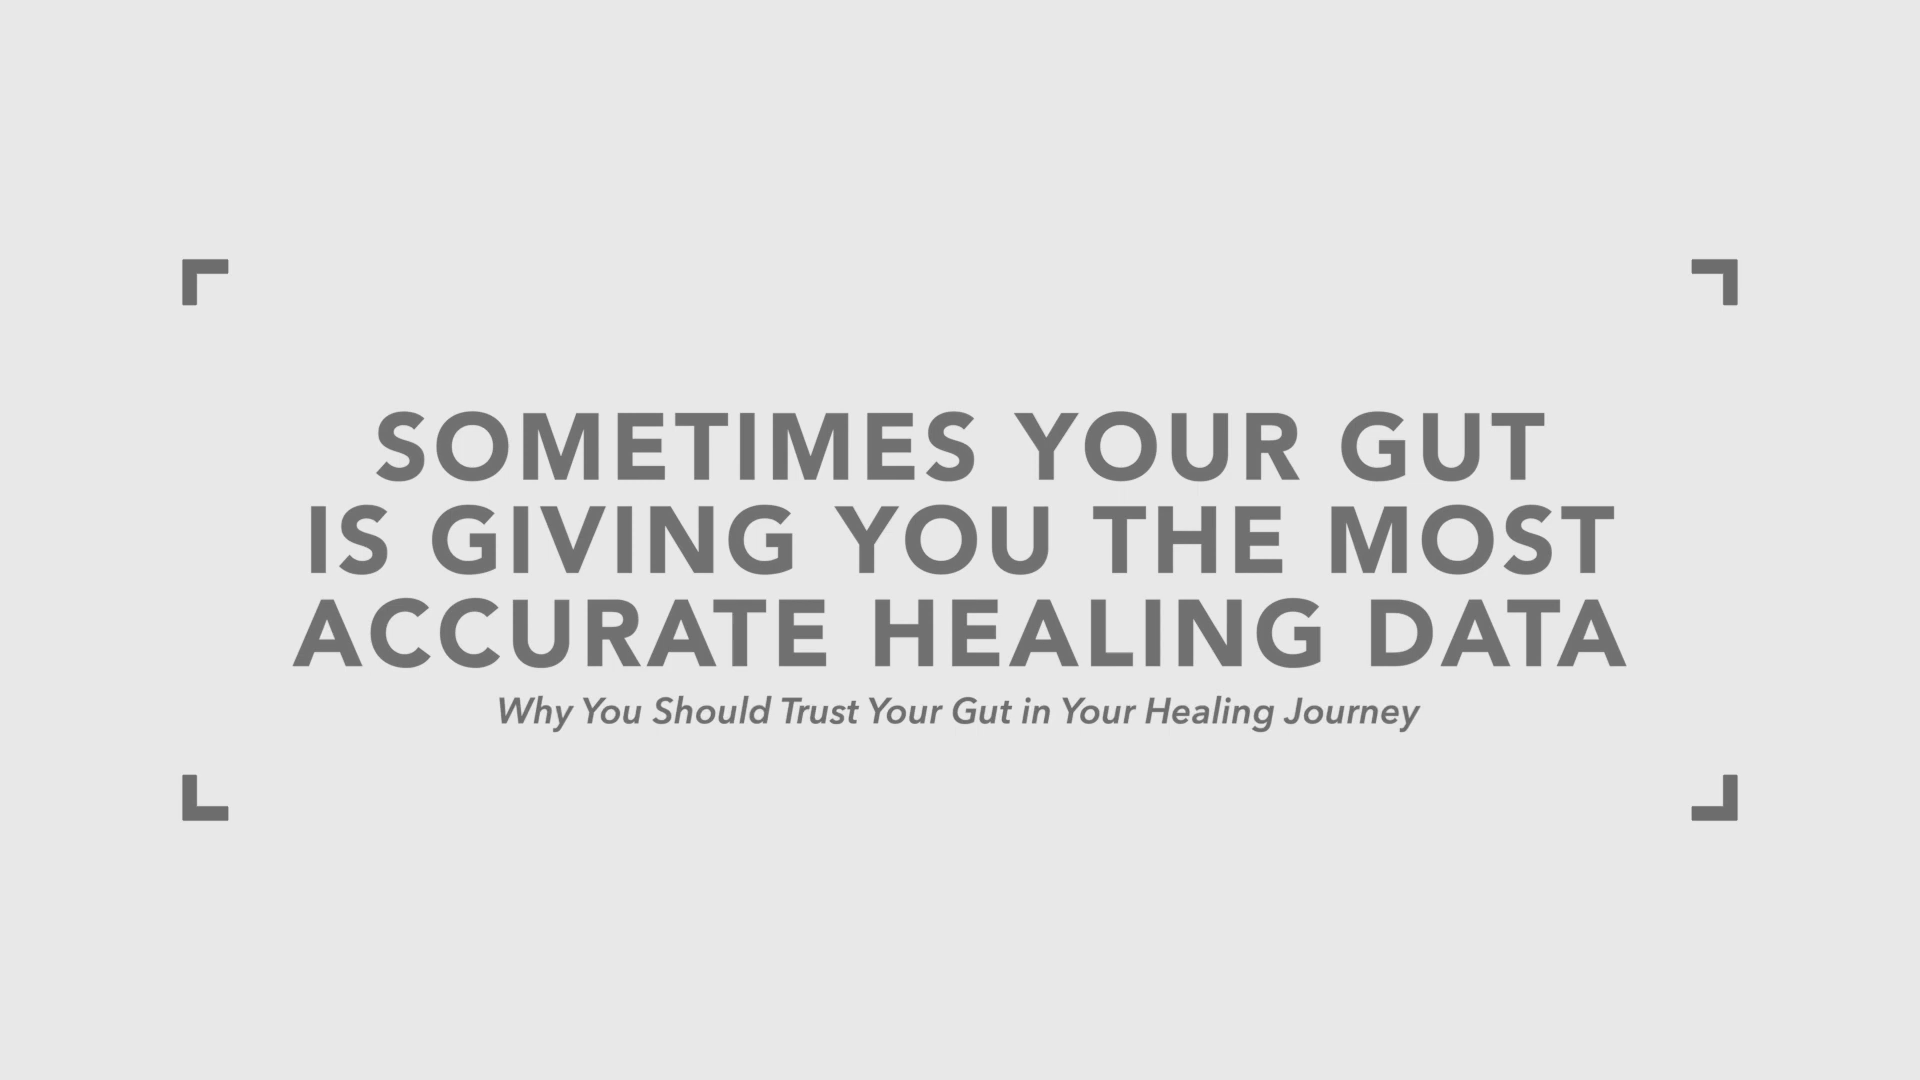 SOMETIMES YOUR GUT
IS GIVING YOU THE MOST
ACCURATE HEALING DATA
Why You Should Trust Your Gut in Your Healing Journey